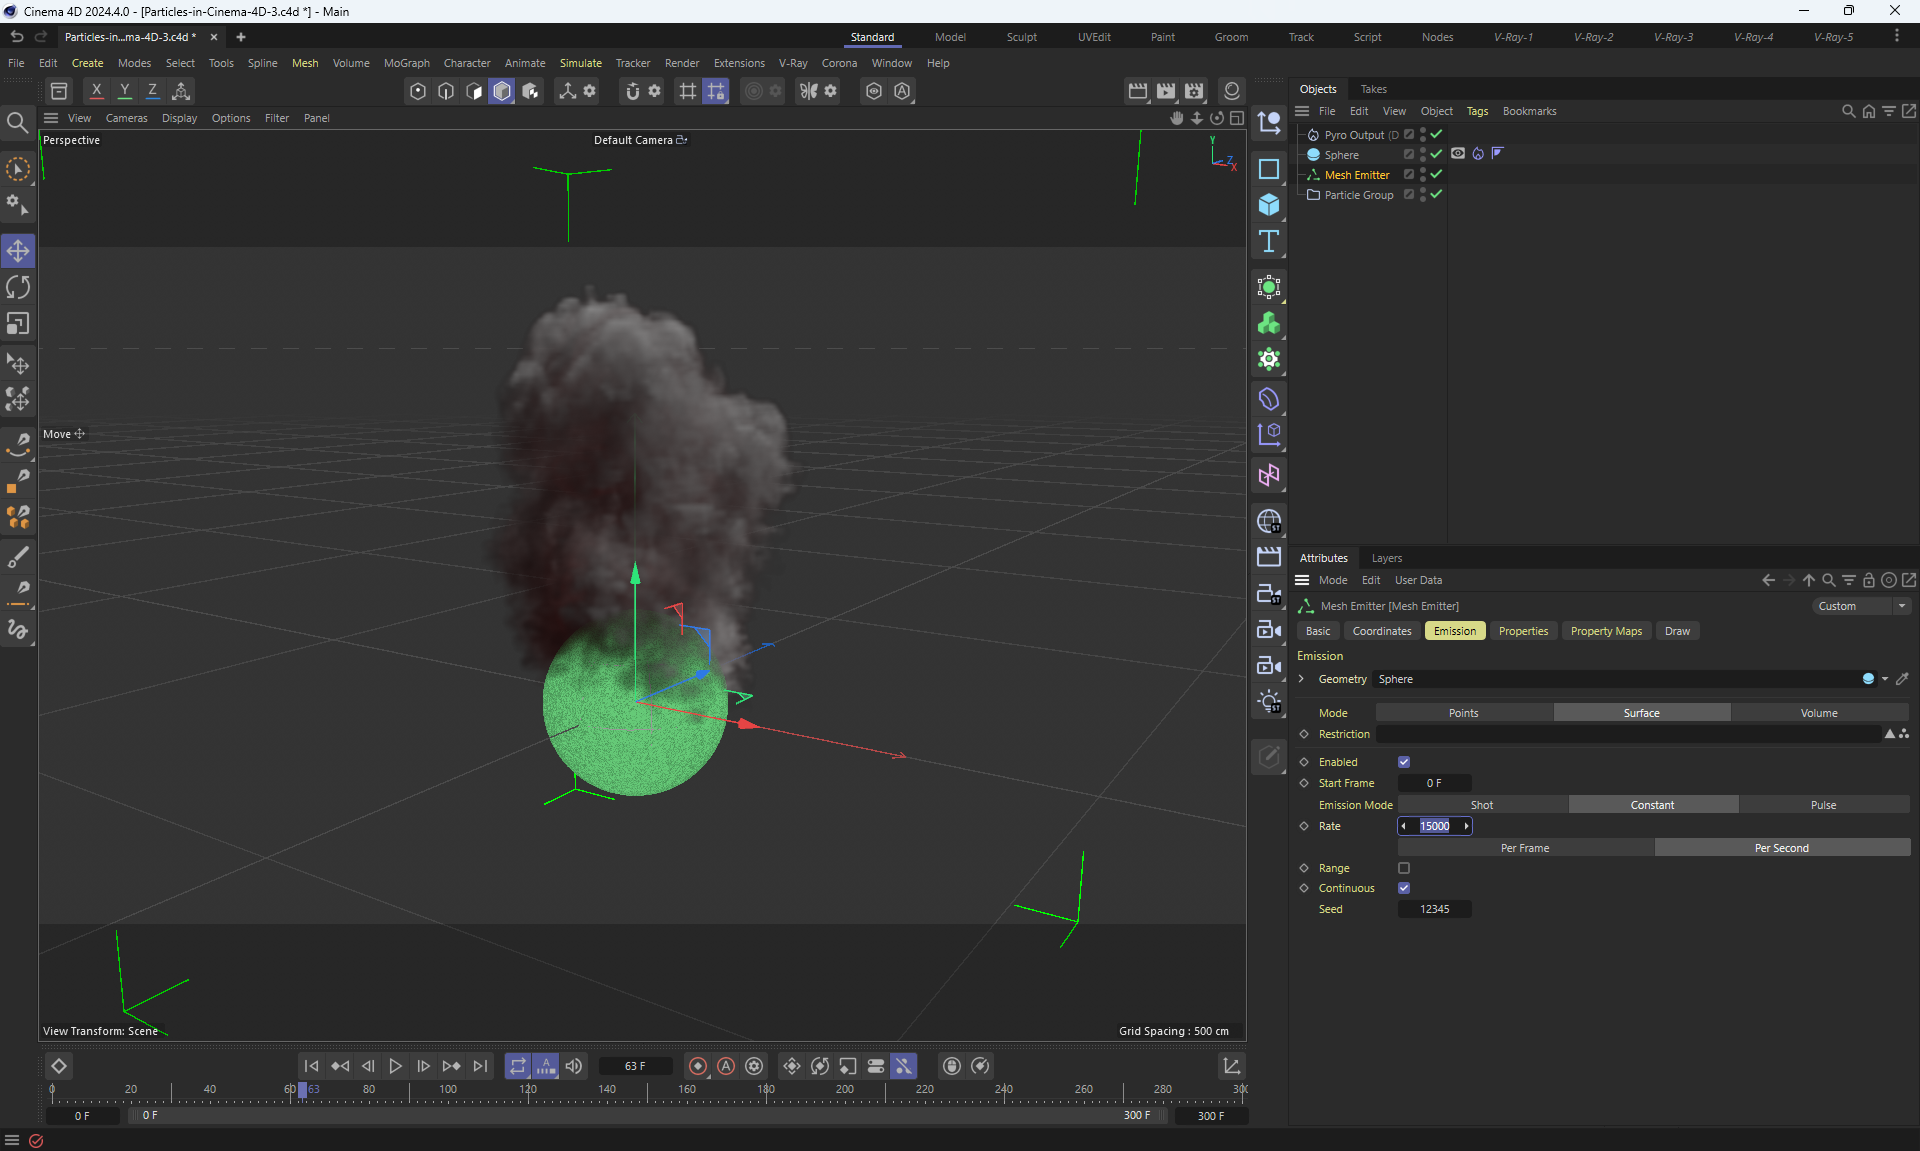 Cinema 4D 2024.4.0 - [Particles-in-Cinema-4D-3.c4d *] - Main
Particles-in...ma-4D-3.c4d *
Standard Model Sculpt UVEdit Paint Groom Track Script Nodes V-Ray-1 V-Ray-2 V-Ray-3 V-Ray-4 V-Ray-5
File Edit Create Modes Select Tools Spline Mesh Volume MoGraph Character Animate Simulate Tracker Render Extensions V-Ray Corona Window Help
X Y Z
View Cameras Display Options Filter Panel
Perspective
Default Camera
Y
Z
X
Move
View Transform: Scene
Grid Spacing : 500 cm
Objects Takes
File Edit View Object Tags Bookmarks
Pyro Output (D
Sphere
Mesh Emitter
Particle Group
Attributes Layers
Mode Edit User Data
Mesh Emitter [Mesh Emitter]
Custom
Basic Coordinates Emission Properties Property Maps Draw
Emission
Geometry Sphere
Mode Points Surface Volume
Restriction
Enabled
Start Frame 0 F
Emission Mode Shot Constant Pulse
Rate 15000
Per Frame Per Second
Range
Continuous
Seed 12345
63 F
0 20 40 60 63 80 100 120 140 160 180 200 220 240 260 280 300
0 F 0 F 300 F 300 F